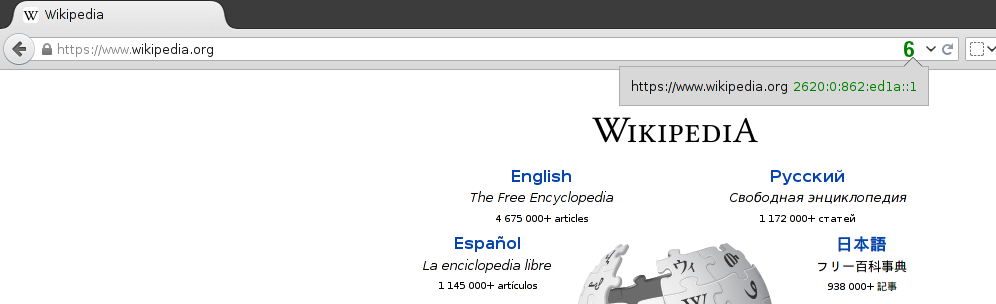 Wikipedia
https://www.wikipedia.org
6
https://www.wikipedia.org 2620:0:862:ed1a::1
WIKIPEDIA
English
The Free Encyclopedia
4 675 000+ articles
Русский
Свободная энциклопедия
1 172 000+ статей
Español
La enciclopedia libre
1 145 000+ artículos
日本語
フリー百科事典
938 000+ 記事
W
ウィ
W